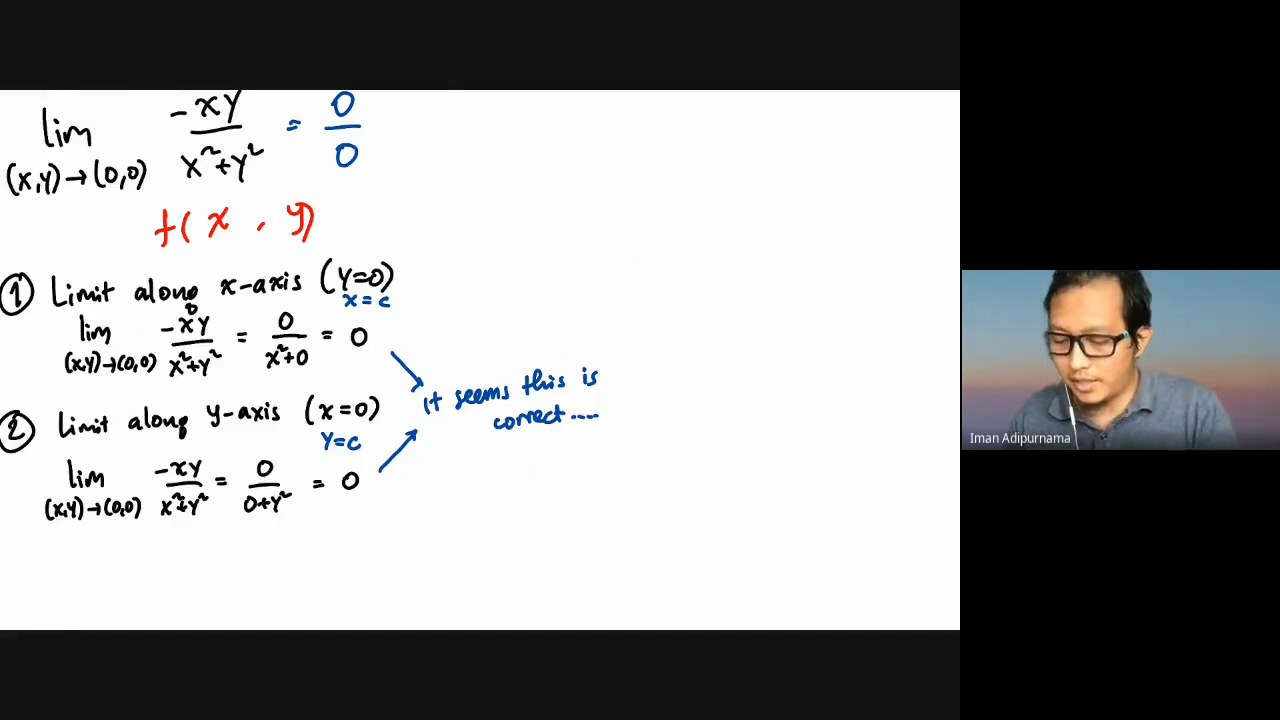 lim (x,y)→(0,0) -xy / x²+y² = 0/0
f(x, y)
① Limit along x-axis (y=0)
x=c
lim (x,y)→(0,0) -xy⁰ / x²+y² = 0 / x²+0 = 0
It seems this is
correct....
② Limit along y-axis (x=0)
y=c
lim (x,y)→(0,0) -xy / x²+y² = 0 / 0+y² = 0
Iman Adipurnama